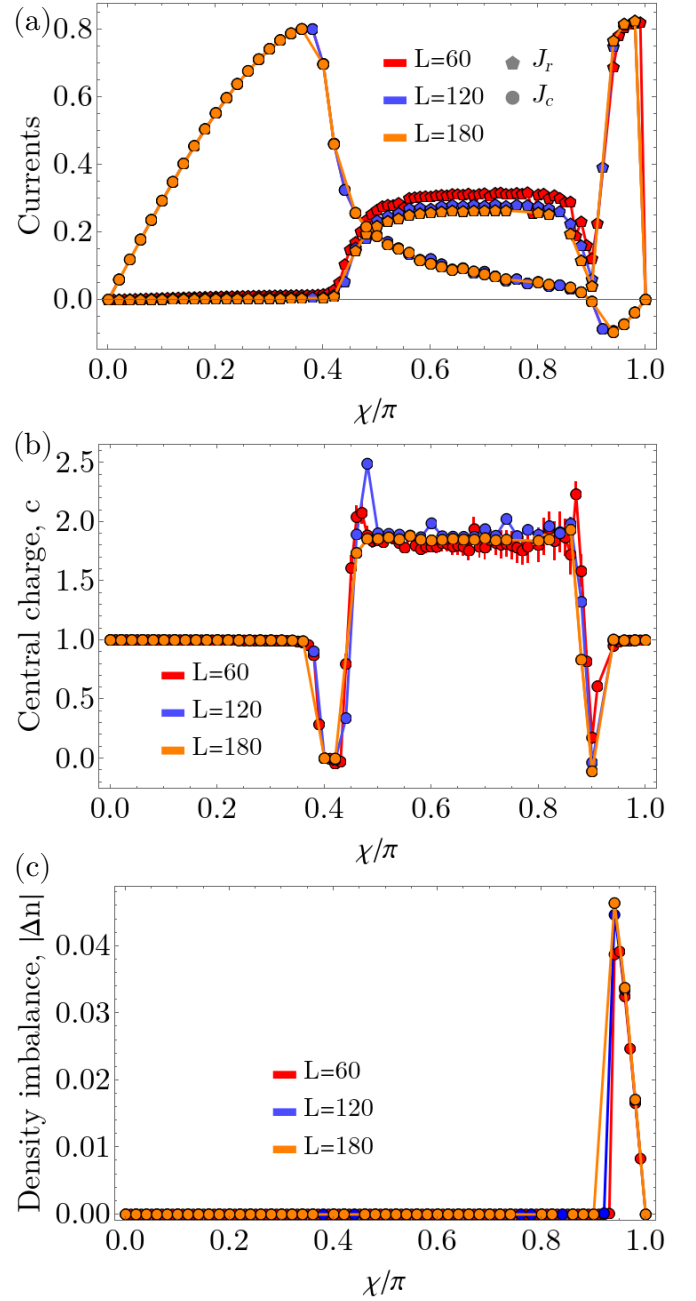 (a)
Currents
0.8
0.6
0.4
0.2
0.0
L=60
L=120
L=180
J_r
J_c
0.0 0.2 0.4 0.6 0.8 1.0
χ/π
(b)
Central charge, c
2.5
2.0
1.5
1.0
0.5
0.0
L=60
L=120
L=180
0.0 0.2 0.4 0.6 0.8 1.0
χ/π
(c)
Density imbalance, |Δn|
0.04
0.03
0.02
0.01
0.00
L=60
L=120
L=180
0.0 0.2 0.4 0.6 0.8 1.0
χ/π